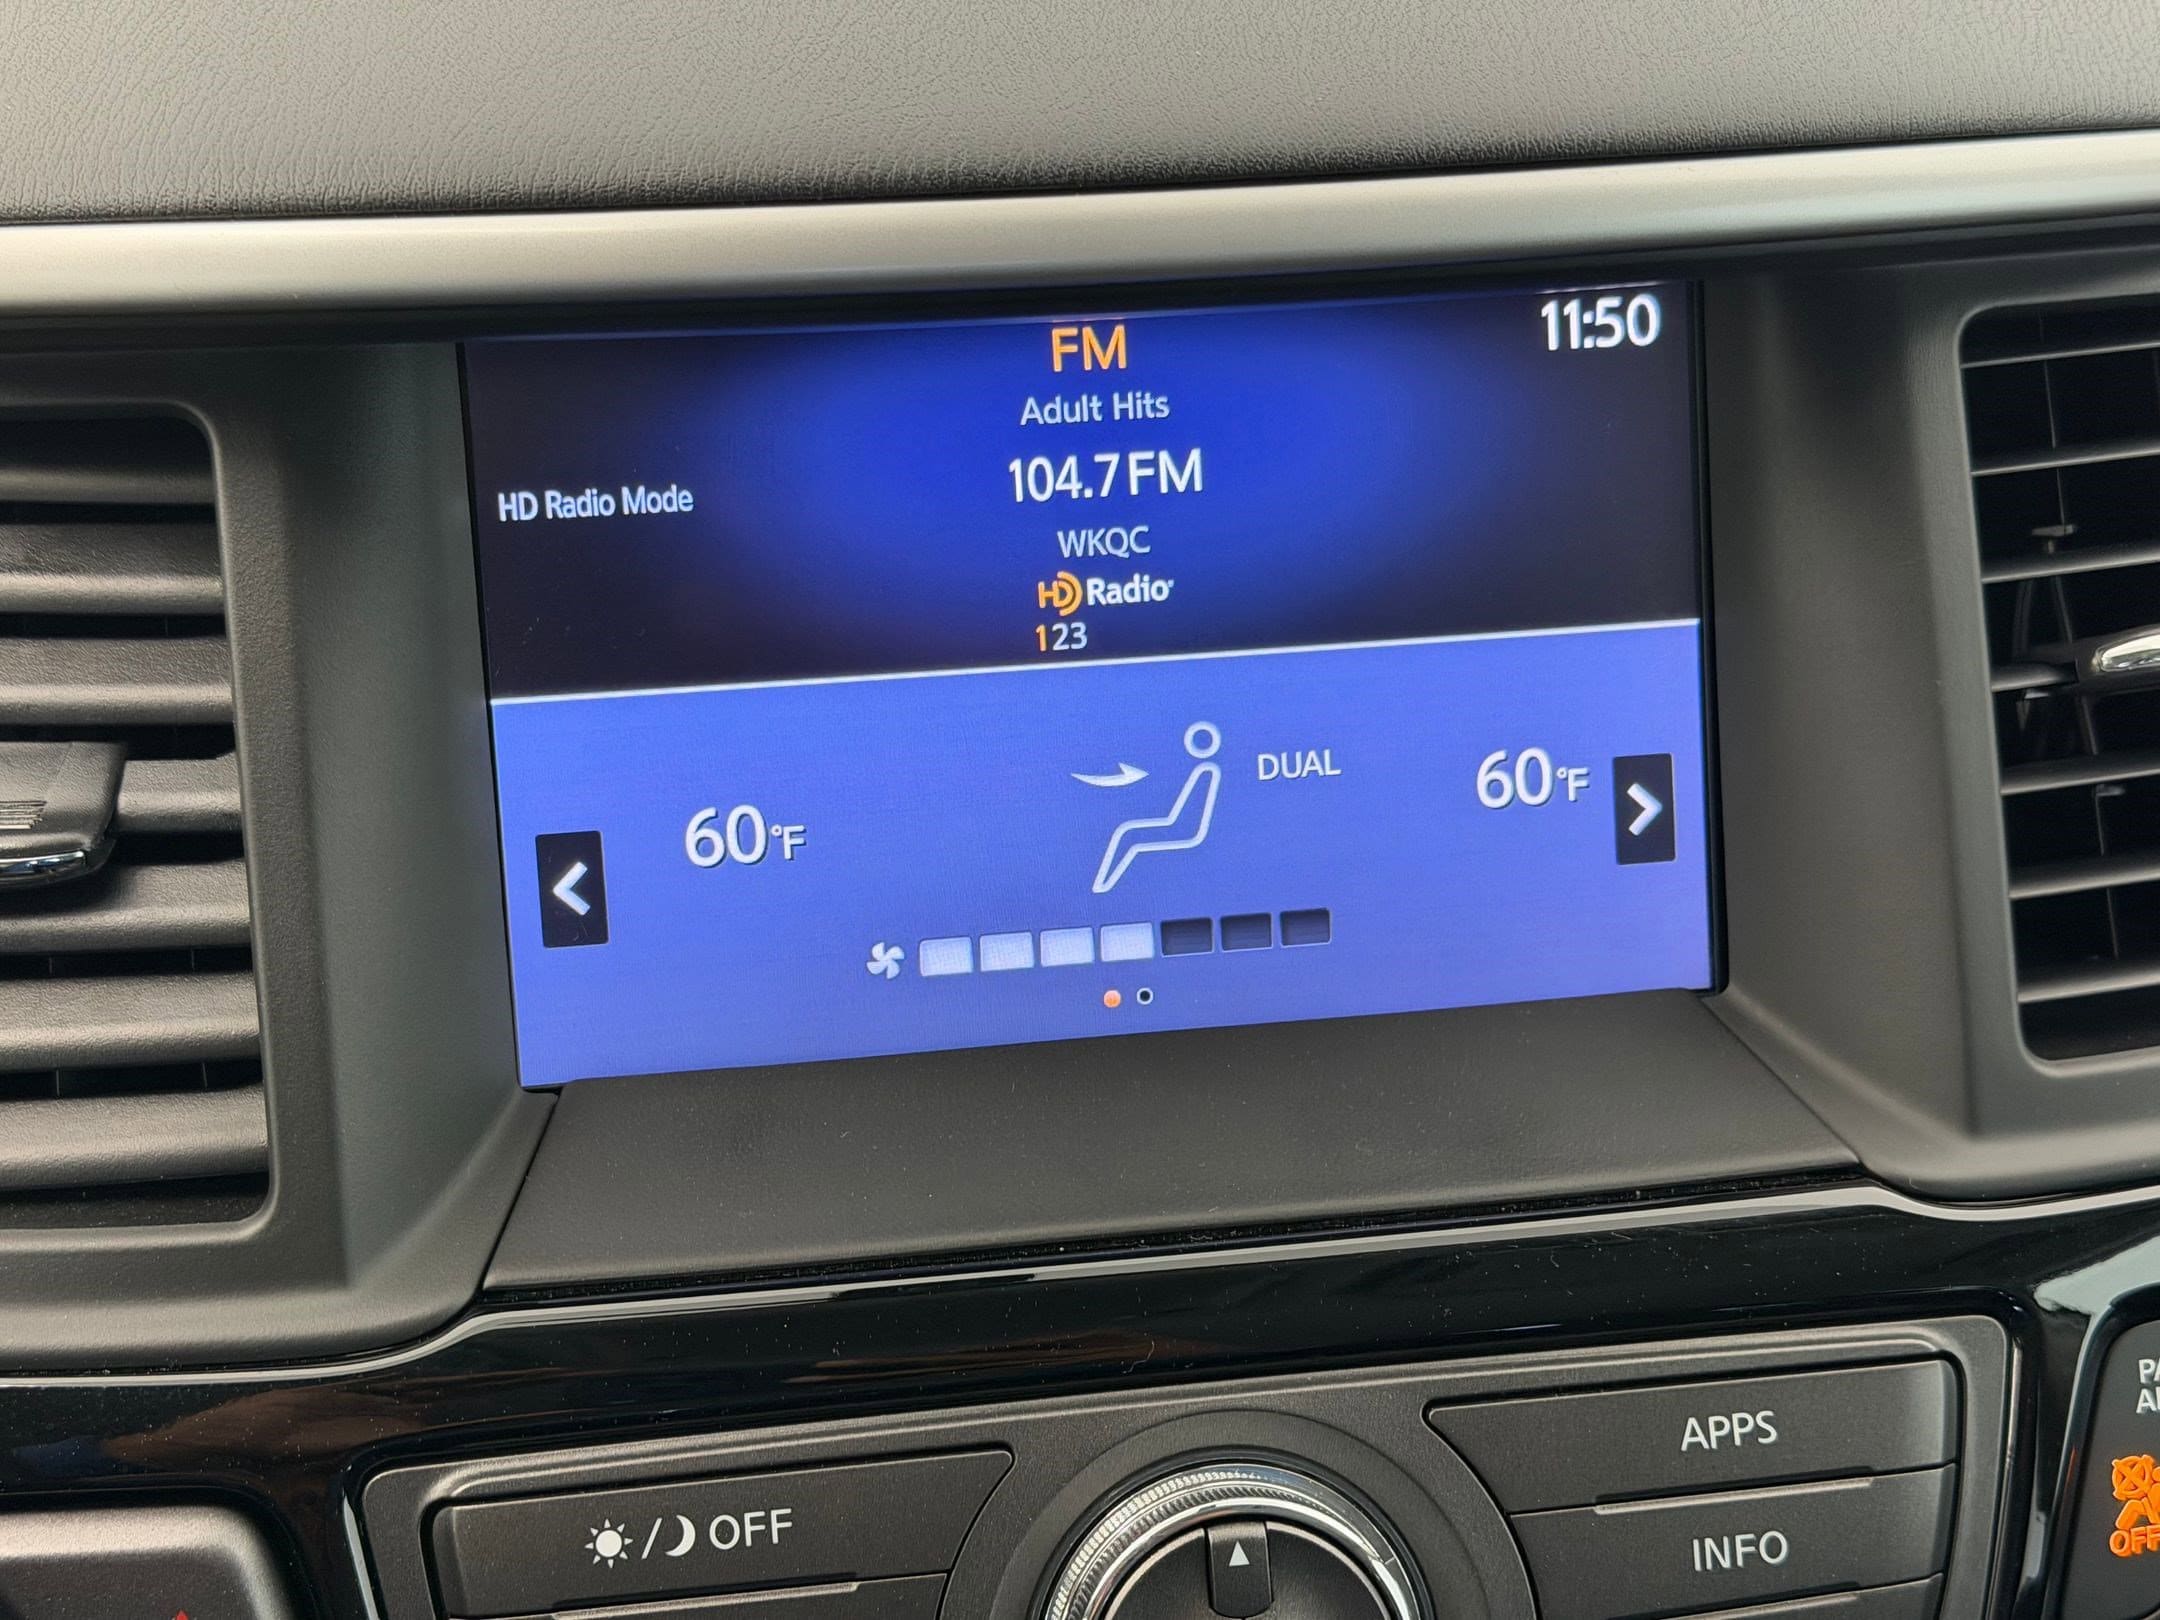 FM
11:50
Adult Hits
104.7 FM
HD Radio Mode
WKQC
HD Radio
123
60°F
DUAL
60°F
APPS
OFF
INFO
OFF